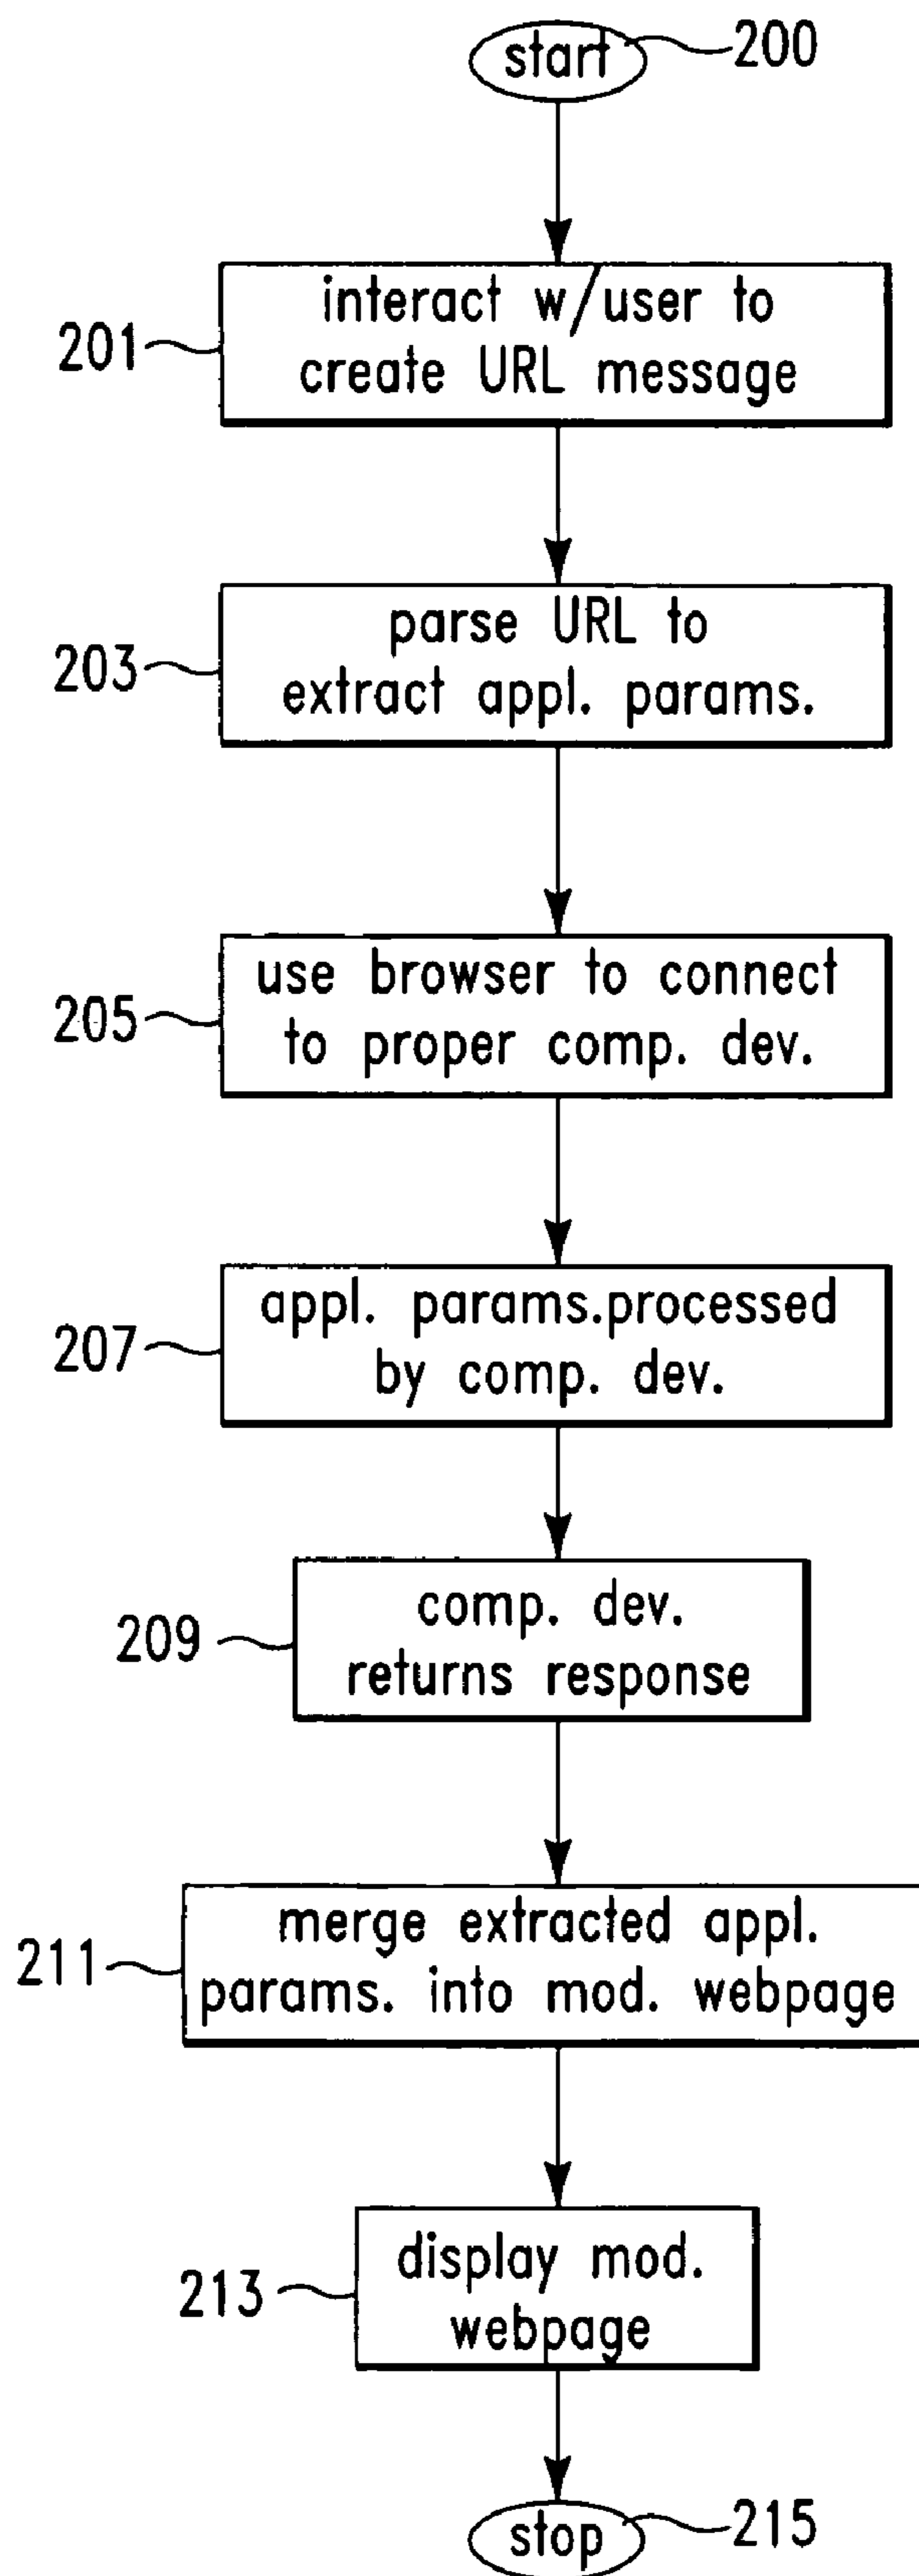 start 200
201
interact w/user to
create URL message
203
parse URL to
extract appl. params.
205
use browser to connect
to proper comp. dev.
207
appl. params.processed
by comp. dev.
209
comp. dev.
returns response
211
merge extracted appl.
params. into mod. webpage
213
display mod.
webpage
stop 215